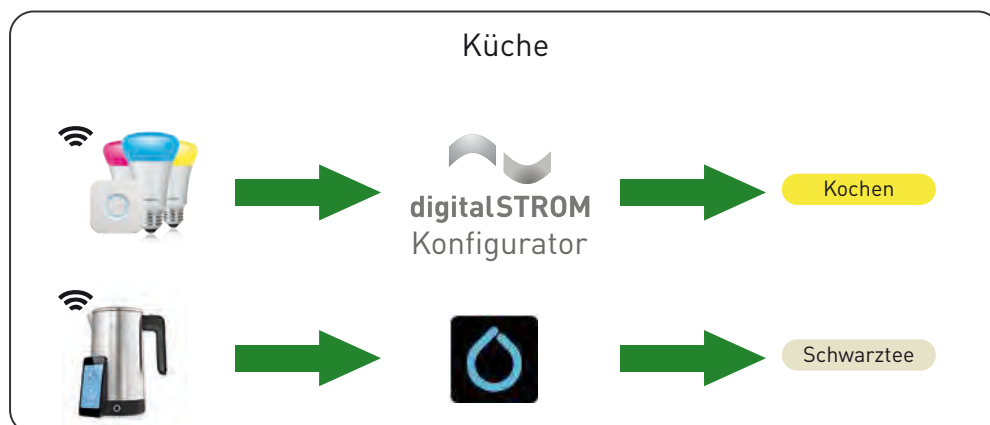 Küche
digitalSTROM
Konfigurator
Kochen
Schwarztee